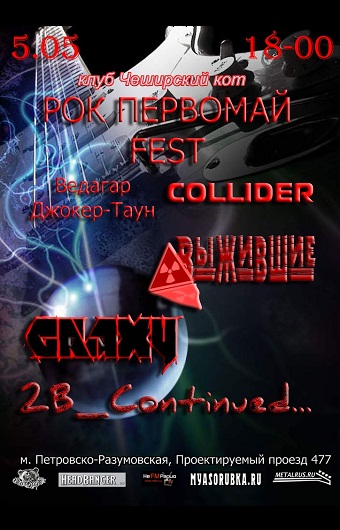 5.05 18-00
клуб Чеширский кот
РОК ПЕРВОМАЙ
FEST
Ведагар
COLLIDER
Джокер-Таун
ВЫЖИВШИЕ
GALAXY
2B_Continued...
м. Петровско-Разумовская, Проектируемый проезд 477
HEADBANGER
MYASORUBKA.RU
METALRUS.RU